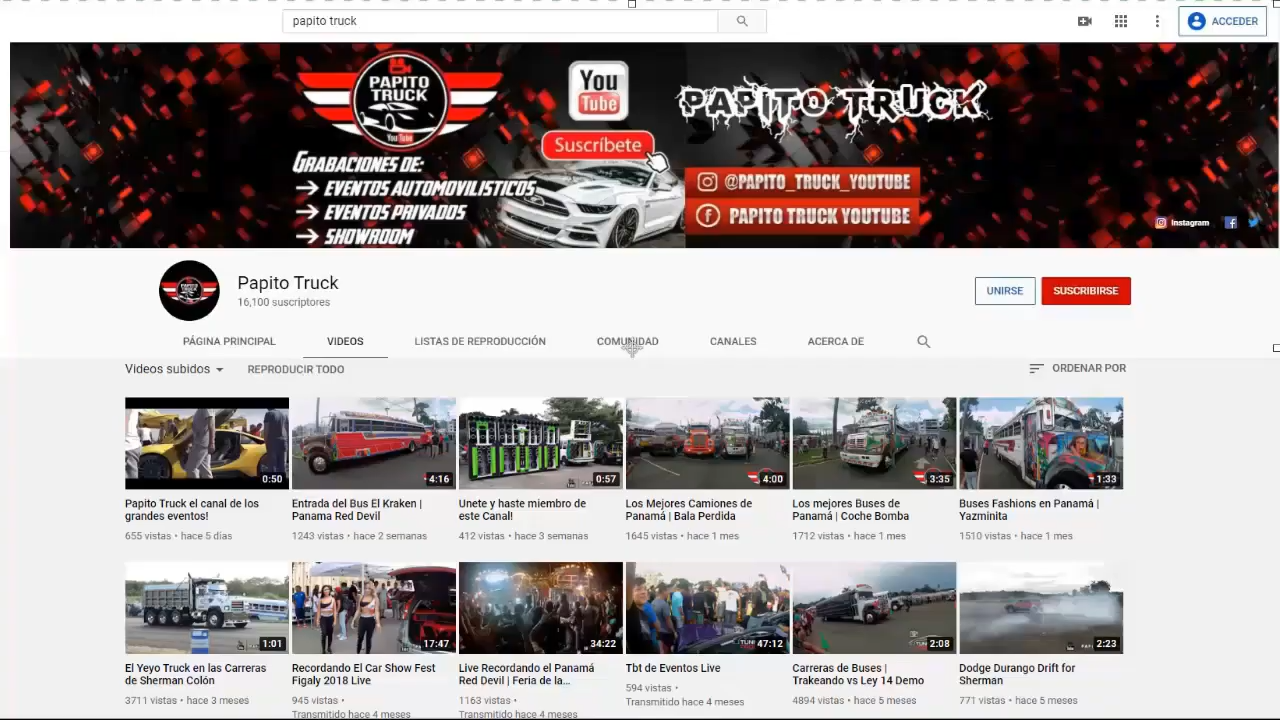 papito truck
ACCEDER
PAPITO
TRUCK
YouTube
GRABACIONES DE:
→ EVENTOS AUTOMOVILISTICOS
→ EVENTOS PRIVADOS
→ SHOWROOM
You
Tube
Suscríbete
PAPITO TRUCK
@PAPITO_TRUCK_YOUTUBE
PAPITO TRUCK YOUTUBE
Instagram
Papito Truck
16,100 suscriptores
UNIRSE
SUSCRIBIRSE
PÁGINA PRINCIPAL
VIDEOS
LISTAS DE REPRODUCCIÓN
COMUNIDAD
CANALES
ACERCA DE
Videos subidos
REPRODUCIR TODO
ORDENAR POR
0:50
4:16
0:57
4:00
3:35
1:33
Papito Truck el canal de los
grandes eventos!
655 vistas • hace 5 días
Entrada del Bus El Kraken |
Panama Red Devil
1243 vistas • hace 2 semanas
Unete y haste miembro de
este Canal!
412 vistas • hace 3 semanas
Los Mejores Camiones de
Panamá | Bala Perdida
1645 vistas • hace 1 mes
Los mejores Buses de
Panamá | Coche Bomba
1712 vistas • hace 1 mes
Buses Fashions en Panamá |
Yazminita
1510 vistas • hace 1 mes
1:01
17:47
34:22
47:12
2:08
2:23
El Yeyo Truck en las Carreras
de Sherman Colón
3711 vistas • hace 3 meses
Recordando El Car Show Fest
Figaly 2018 Live
945 vistas •
Transmitido hace 4 meses
Live Recordando el Panamá
Red Devil | Feria de la...
1163 vistas •
Transmitido hace 4 meses
Tbt de Eventos Live
594 vistas •
Transmitido hace 4 meses
Carreras de Buses |
Trakeando vs Ley 14 Demo
4894 vistas • hace 5 meses
Dodge Durango Drift for
Sherman
771 vistas • hace 5 meses